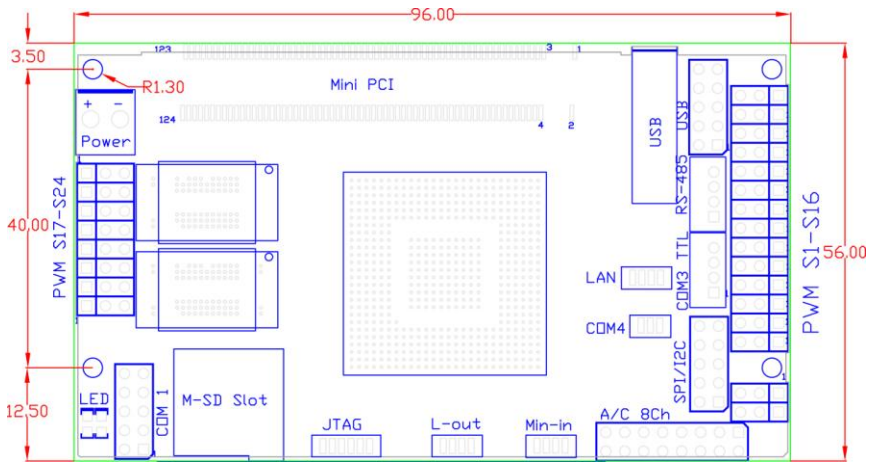 96.00
3.50
123
3
1
R1.30
Mini PCI
+ -
Power
124
4
2
USB
USB
PWM S17-S24
40.00
RS-485
PWM S1-S16
56.00
COM3 TTL
1
LAN
COM4
SPI/I2C
1
12.50
LED
COM 1
M-SD Slot
JTAG
L-out
Min-in
A/C 8Ch